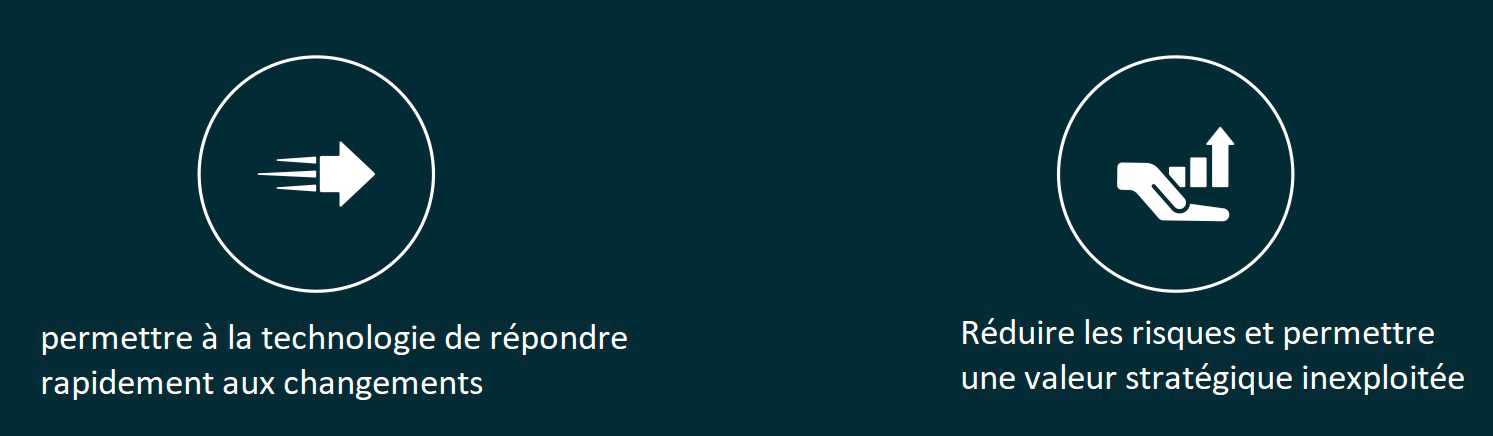 permettre à la technologie de répondre
rapidement aux changements
Réduire les risques et permettre
une valeur stratégique inexploitée